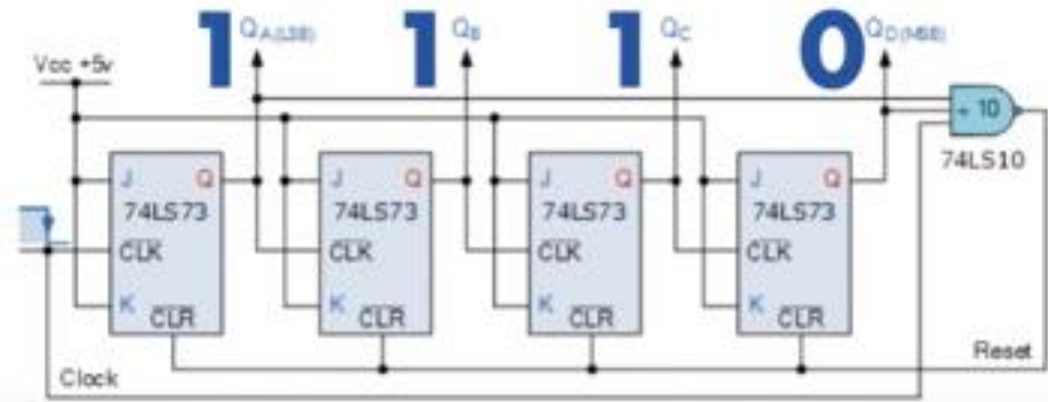 1 QA(LSB) 1 QB 1 QC 0 QD(MSB)
Vcc +5v
÷ 10
74LS10
J Q J Q J Q J Q
74LS73 74LS73 74LS73 74LS73
CLK CLK CLK CLK
K K K K
CLR CLR CLR CLR
Reset
Clock